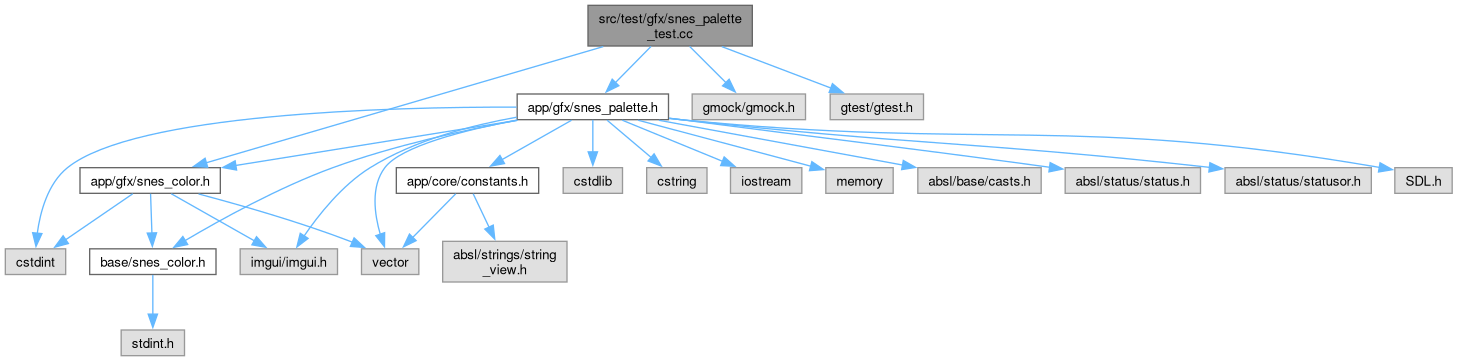 src/test/gfx/snes_palette
_test.cc
app/gfx/snes_palette.h
gmock/gmock.h
gtest/gtest.h
app/gfx/snes_color.h
app/core/constants.h
cstdlib
cstring
iostream
memory
absl/base/casts.h
absl/status/status.h
absl/status/statusor.h
SDL.h
cstdint
base/snes_color.h
imgui/imgui.h
vector
absl/strings/string
_view.h
stdint.h